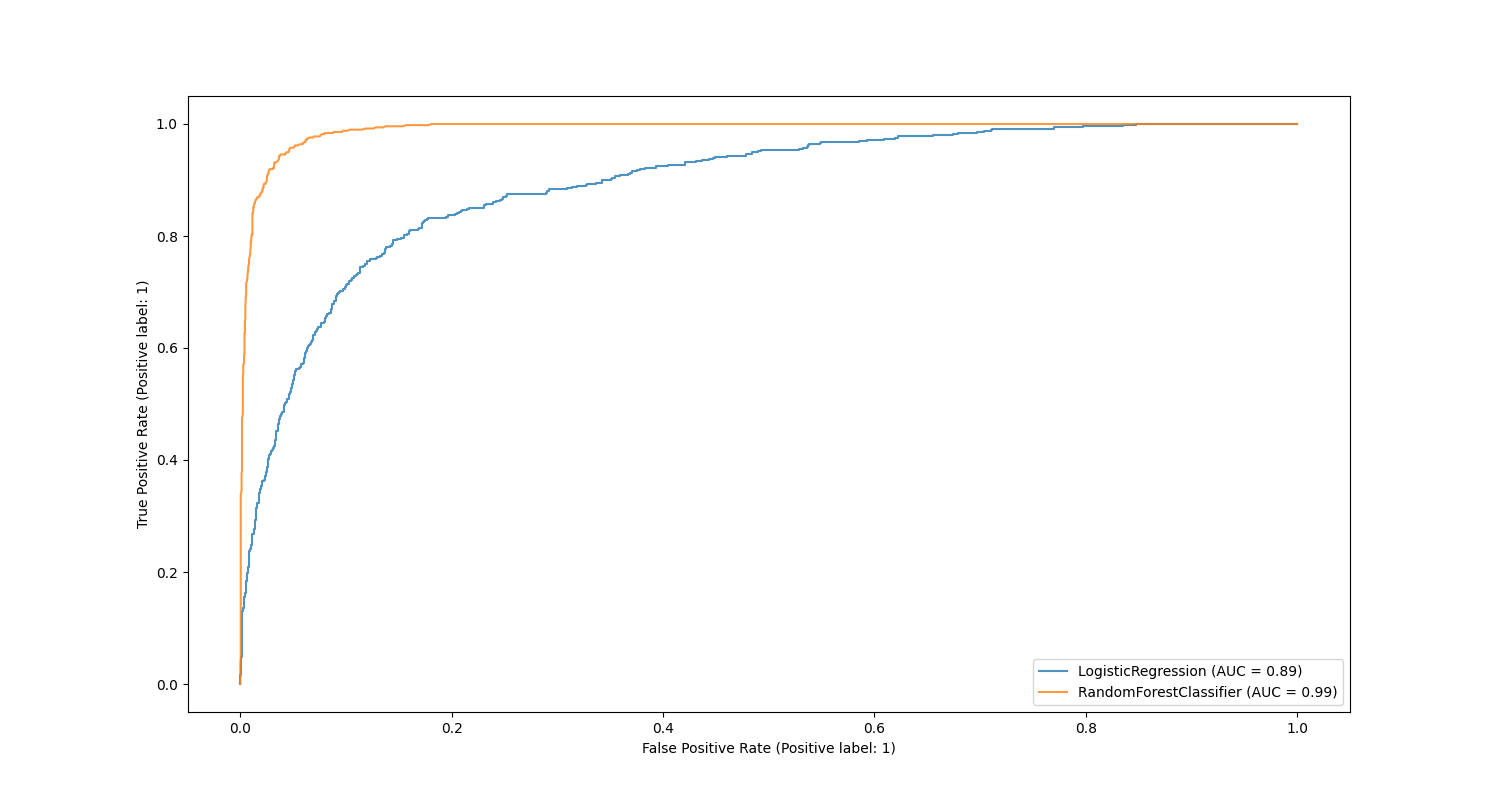 1.0
0.8
0.6
0.4
0.2
0.0
True Positive Rate (Positive label: 1)
LogisticRegression (AUC = 0.89)
RandomForestClassifier (AUC = 0.99)
0.0 0.2 0.4 0.6 0.8 1.0
False Positive Rate (Positive label: 1)